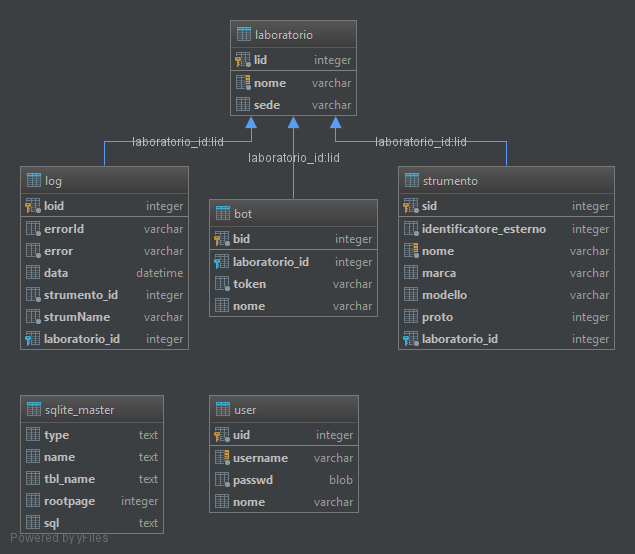 laboratorio
lid integer
nome varchar
sede varchar
laboratorio_id:lid
laboratorio_id:lid
laboratorio_id:lid
log
loid integer
errorId varchar
error varchar
data datetime
strumento_id integer
strumName varchar
laboratorio_id integer
bot
bid integer
laboratorio_id integer
token varchar
nome varchar
strumento
sid integer
identificatore_esterno integer
nome varchar
marca varchar
modello varchar
proto integer
laboratorio_id integer
sqlite_master
type text
name text
tbl_name text
rootpage integer
sql text
user
uid integer
username varchar
passwd blob
nome varchar
Powered by yFiles